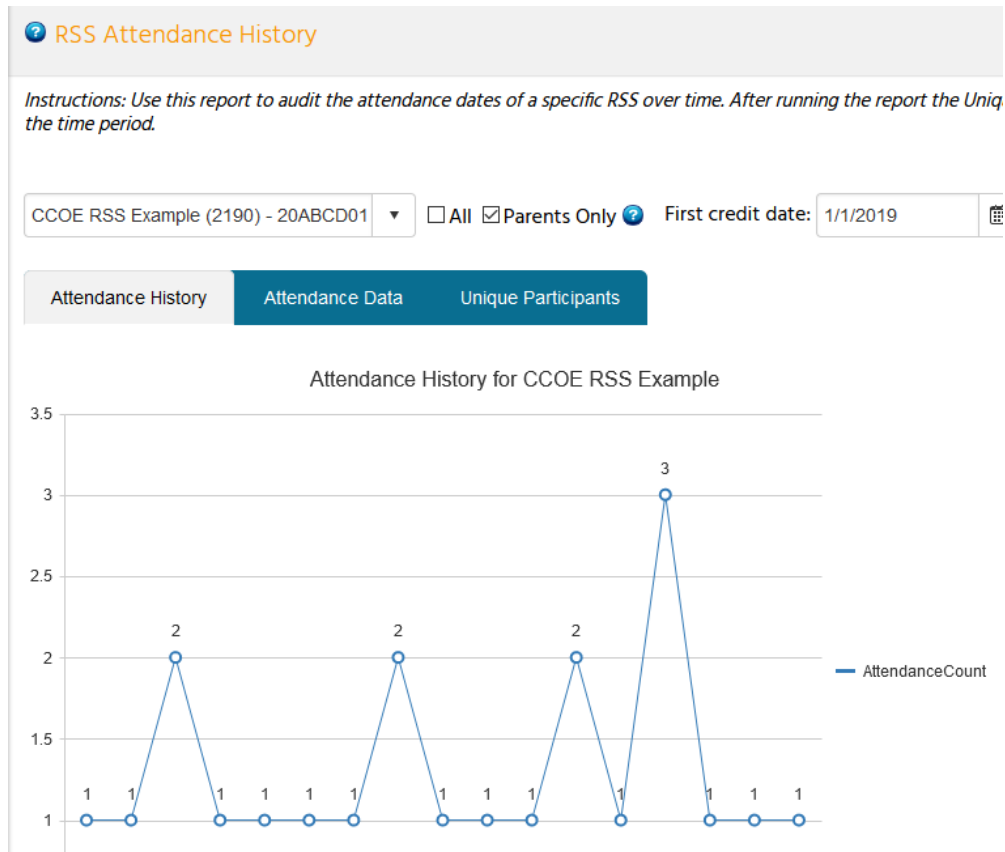 RSS Attendance History
Instructions: Use this report to audit the attendance dates of a specific RSS over time. After running the report the
the time period.
CCOE RSS Example (2190) - 20ABCD01 All Parents Only First credit date: 1/1/2019
Attendance History Attendance Data Unique Participants
Attendance History for CCOE RSS Example
3.5
3
3
2.5
2 2 2
2
AttendanceCount
1.5
1 1 1 1 1 1 1 1 1 1 1 1 1
1